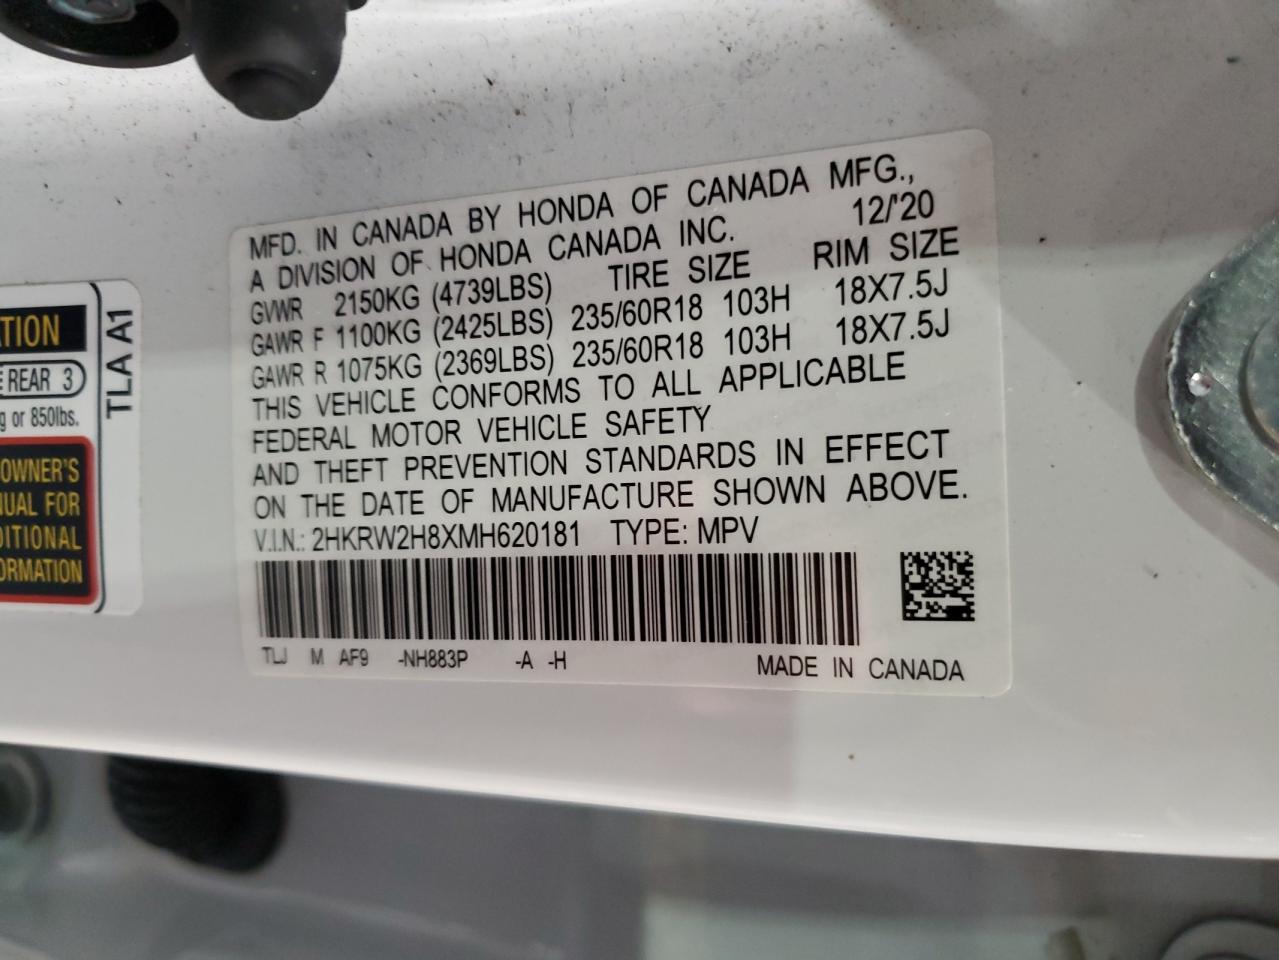 MFD. IN CANADA BY HONDA OF CANADA MFG.,
A DIVISION OF HONDA CANADA INC. 12/'20
GVWR 2150KG (4739LBS) TIRE SIZE RIM SIZE
GAWR F 1100KG (2425LBS) 235/60R18 103H 18X7.5J
GAWR R 1075KG (2369LBS) 235/60R18 103H 18X7.5J
THIS VEHICLE CONFORMS TO ALL APPLICABLE
FEDERAL MOTOR VEHICLE SAFETY
AND THEFT PREVENTION STANDARDS IN EFFECT
ON THE DATE OF MANUFACTURE SHOWN ABOVE.
V.I.N.: 2HKRW2H8XMH620181 TYPE: MPV
TLJ M AF9 -NH883P -A -H MADE IN CANADA
REAR 3
or 850lbs.
OWNER'S
FOR
TLA A1